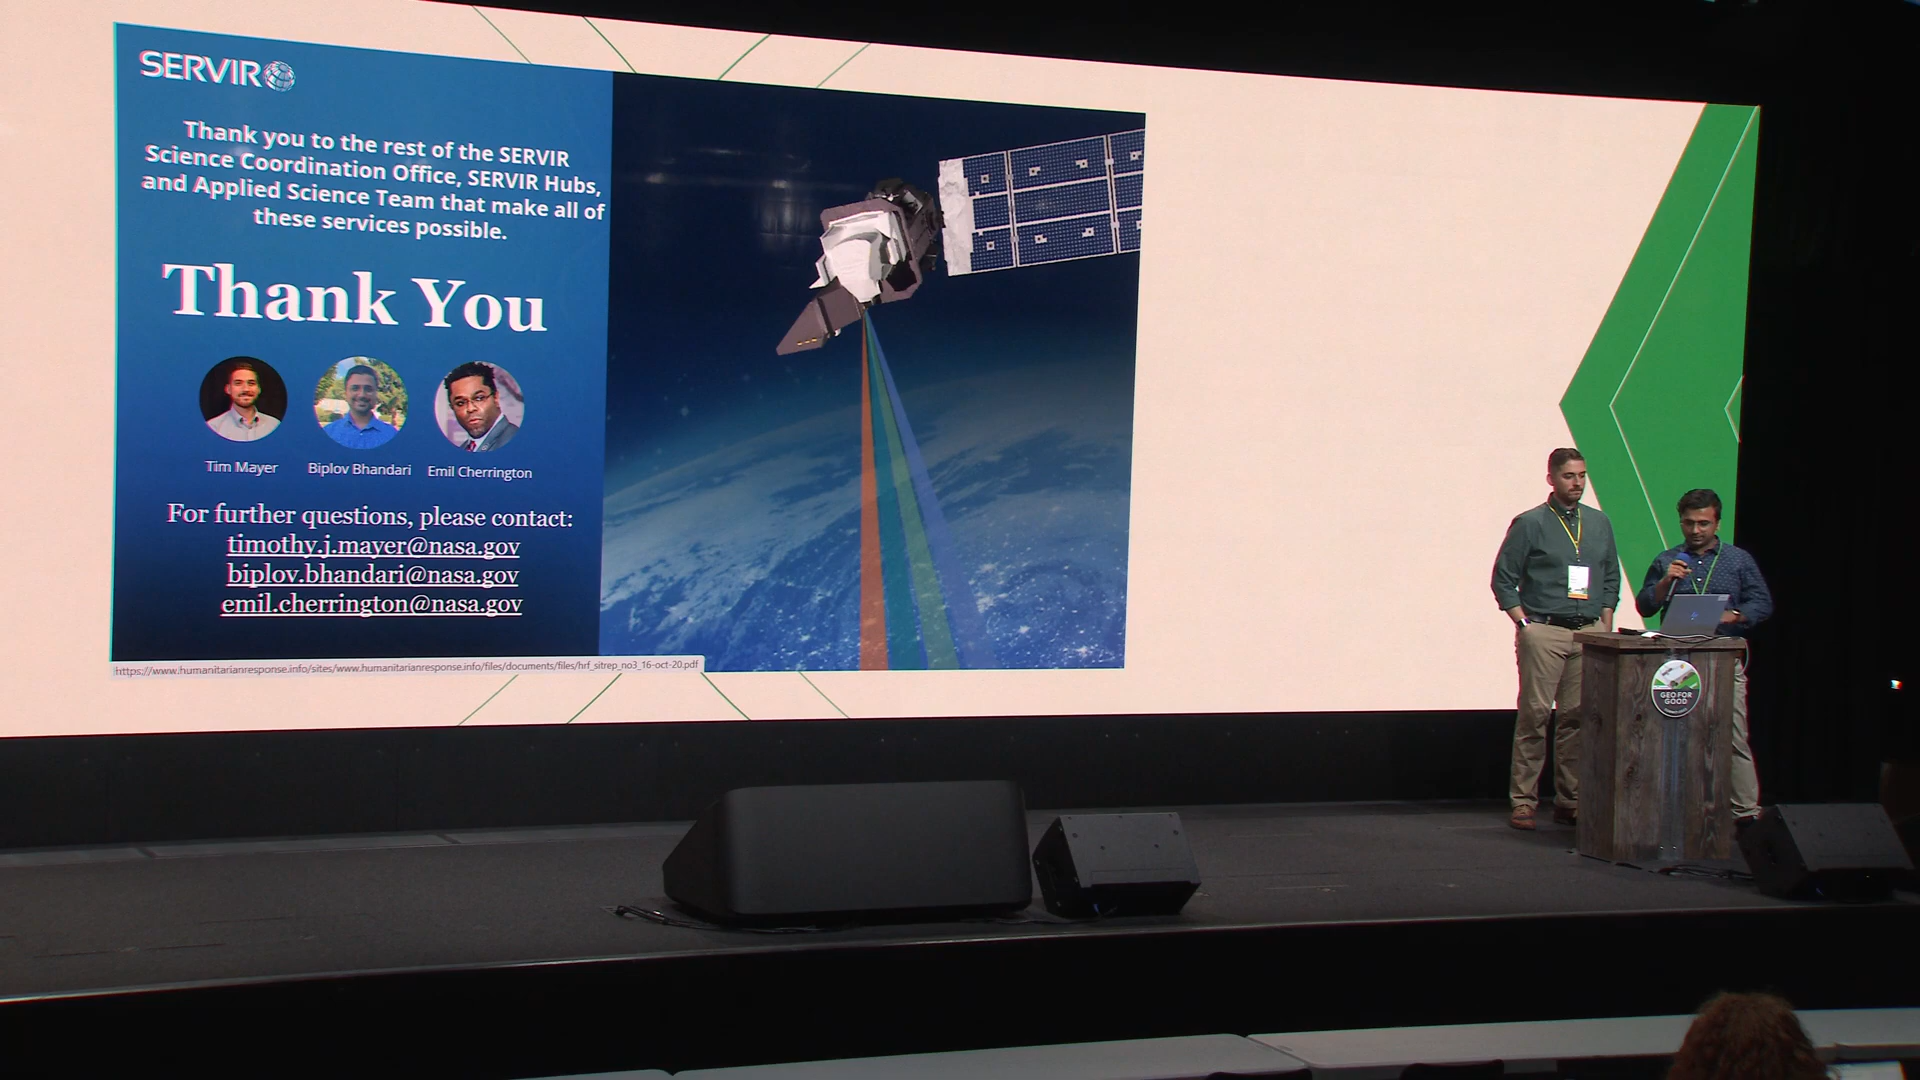 SERVIR
Thank you to the rest of the SERVIR
Science Coordination Office, SERVIR Hubs,
and Applied Science Team that make all of
these services possible.
Thank You
Tim Mayer
Biplov Bhandari
Emil Cherrington
For further questions, please contact:
timothy.j.mayer@nasa.gov
biplov.bhandari@nasa.gov
emil.cherrington@nasa.gov
https://www.humanitarianresponse.info/sites/www.humanitarianresponse.info/files/documents/files/hrf_sitrep_no3_16-oct-20.pdf
GEO FOR
GOOD